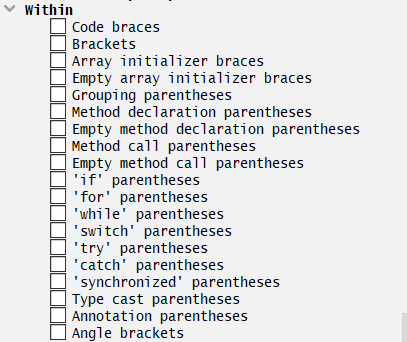 Within
Code braces
Brackets
Array initializer braces
Empty array initializer braces
Grouping parentheses
Method declaration parentheses
Empty method declaration parentheses
Method call parentheses
Empty method call parentheses
'if' parentheses
'for' parentheses
'while' parentheses
'switch' parentheses
'try' parentheses
'catch' parentheses
'synchronized' parentheses
Type cast parentheses
Annotation parentheses
Angle brackets